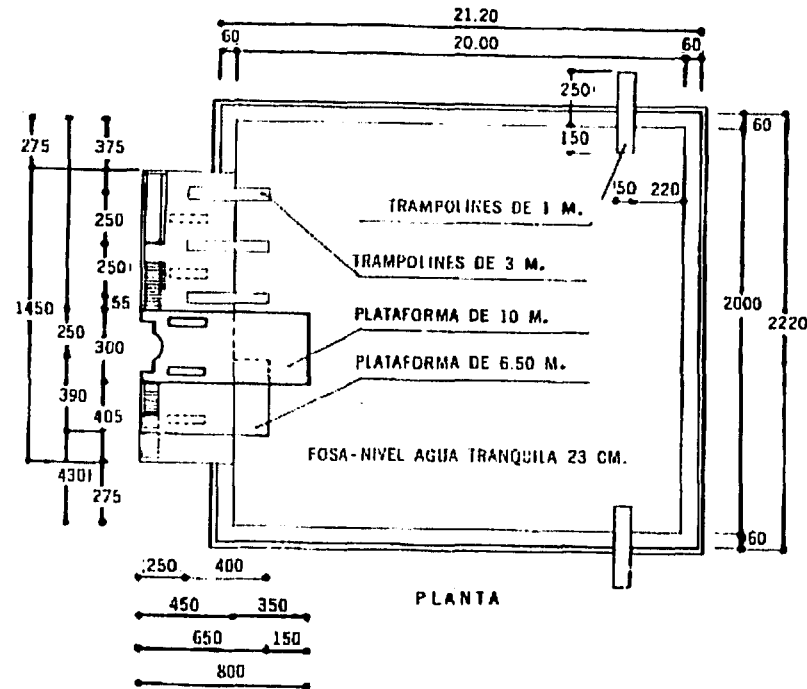 21.20
60 20.00 60
250
150
60
275 375
50 220
TRAMPOLINES DE 1 M.
250
TRAMPOLINES DE 3 M.
250
1450 55
2000 2220
250 300
PLATAFORMA DE 10 M.
PLATAFORMA DE 6.50 M.
390 405
FOSA-NIVEL AGUA TRANQUILA 23 CM.
430
275
60
250 400
450 350
650 150
800
PLANTA